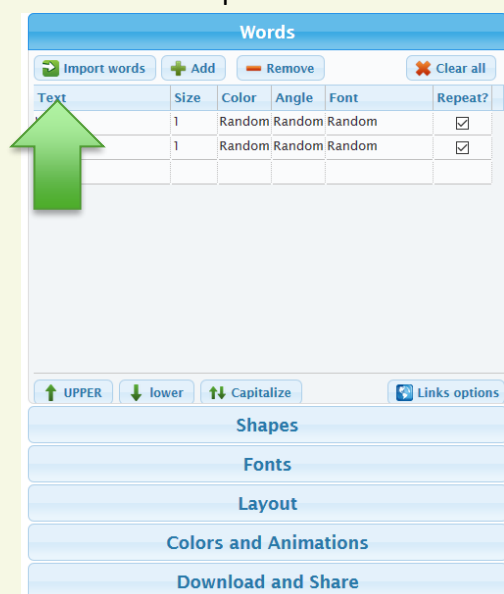 Words
Import words Add Remove Clear all
Text Size Color Angle Font Repeat?
1 Random Random Random
1 Random Random Random
UPPER lower Capitalize Links options
Shapes
Fonts
Layout
Colors and Animations
Download and Share